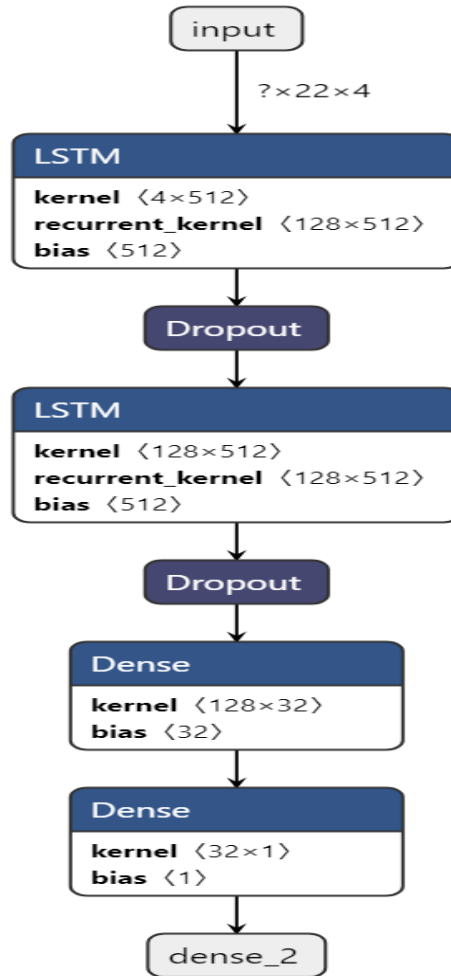 input
?×22×4
LSTM
kernel 〈4×512〉
recurrent_kernel 〈128×512〉
bias 〈512〉
Dropout
LSTM
kernel 〈128×512〉
recurrent_kernel 〈128×512〉
bias 〈512〉
Dropout
Dense
kernel 〈128×32〉
bias 〈32〉
Dense
kernel 〈32×1〉
bias 〈1〉
dense_2